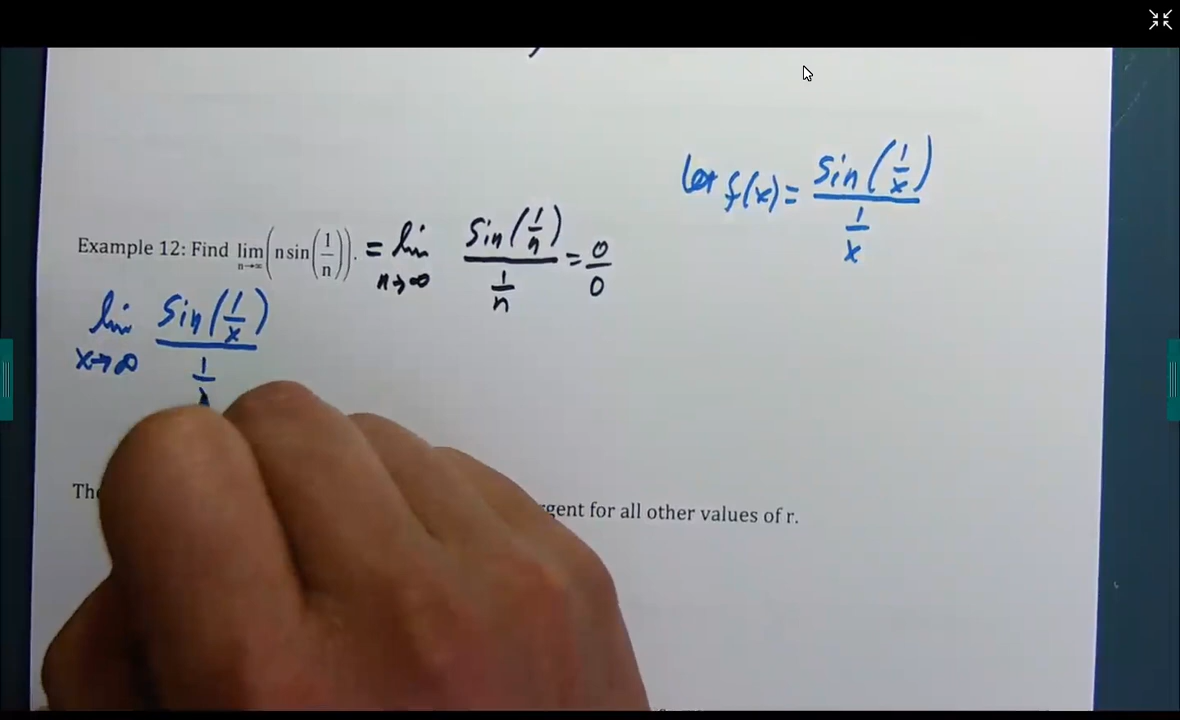 let f(x) = sin(1/x) / (1/x)
Example 12: Find lim n→∞ (n sin(1/n)). = lim n→∞ sin(1/n) / (1/n) = 0/0
lim x→∞ sin(1/x) / (1/x)
for all other values of r.